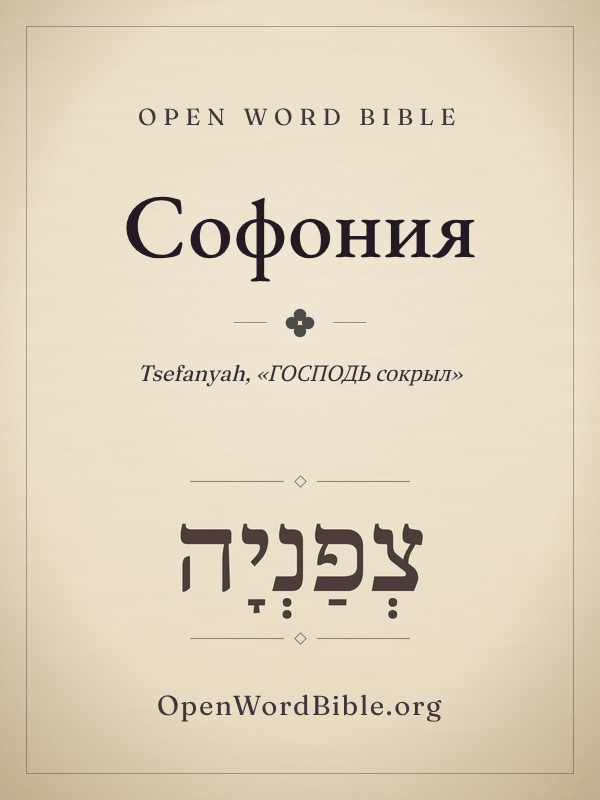 OPEN WORD BIBLE
Софония
Tsefanyah, «ГОСПОДЬ сокрыл»
צְפַנְיָה
OpenWordBible.org